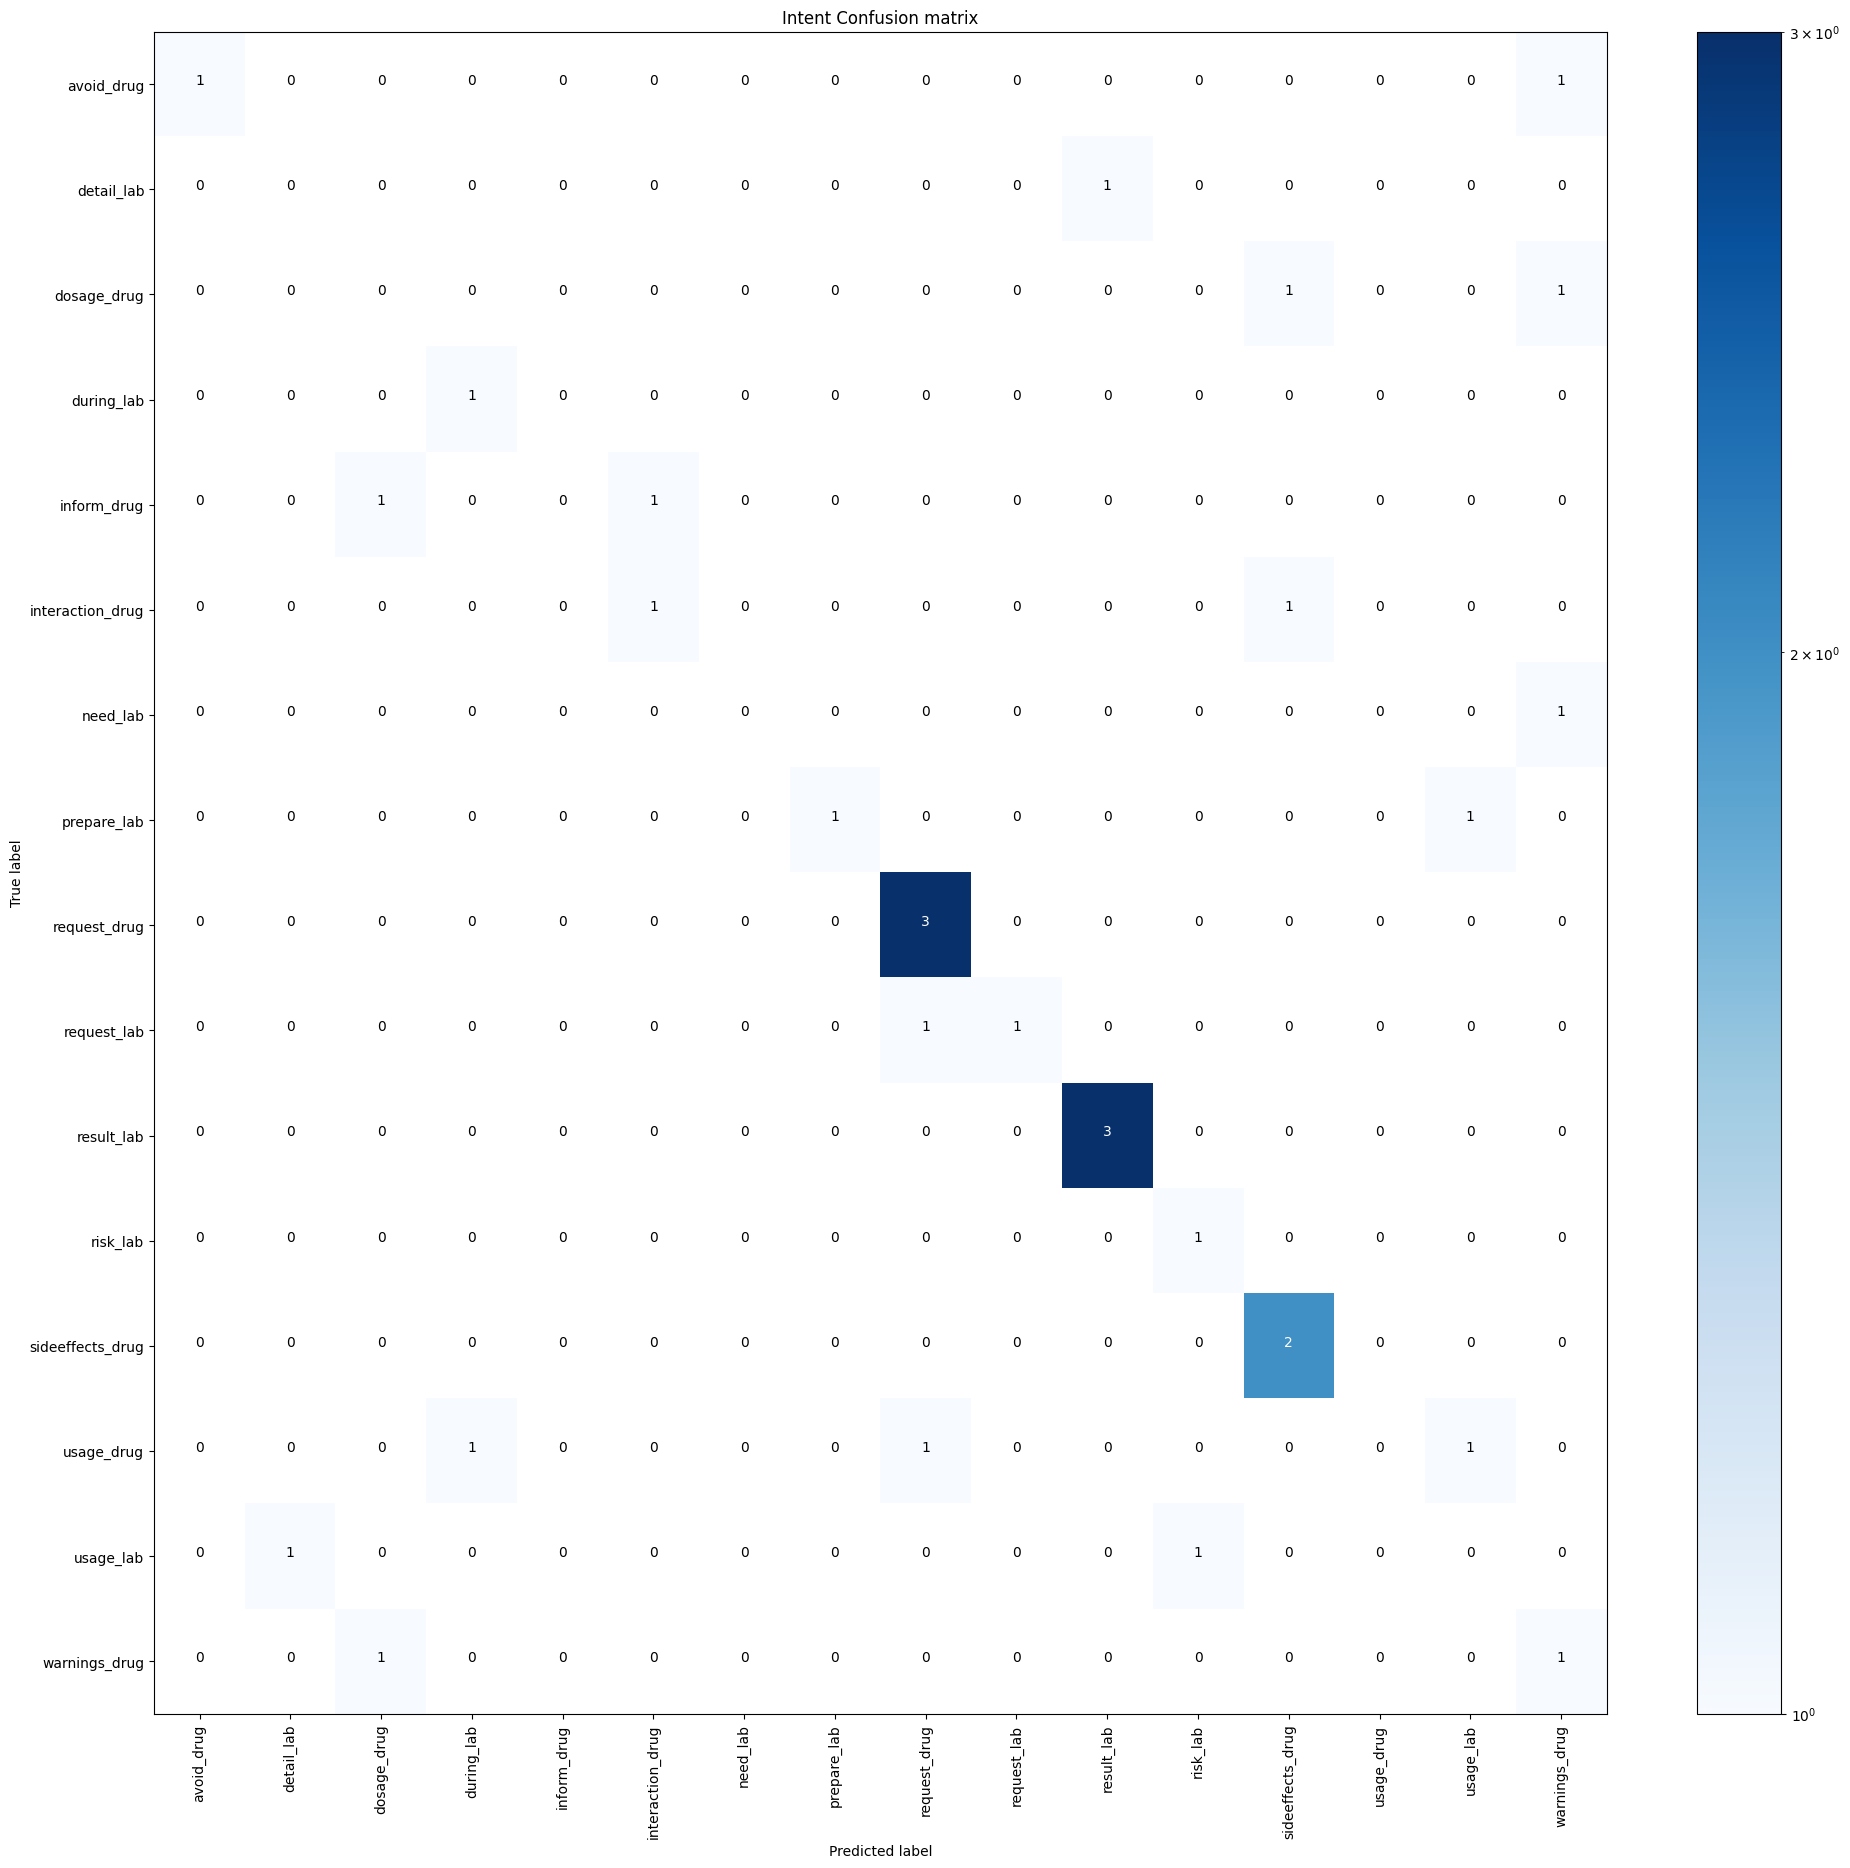 Intent Confusion matrix
avoid_drug 1 0 0 0 0 0 0 0 0 0 0 0 0 0 0 1
detail_lab 0 0 0 0 0 0 0 0 0 0 1 0 0 0 0 0
dosage_drug 0 0 0 0 0 0 0 0 0 0 0 0 1 0 0 1
during_lab 0 0 0 1 0 0 0 0 0 0 0 0 0 0 0 0
inform_drug 0 0 1 0 0 1 0 0 0 0 0 0 0 0 0 0
interaction_drug 0 0 0 0 0 1 0 0 0 0 0 0 1 0 0 0
need_lab 0 0 0 0 0 0 0 0 0 0 0 0 0 0 0 1
prepare_lab 0 0 0 0 0 0 0 1 0 0 0 0 0 0 1 0
request_drug 0 0 0 0 0 0 0 0 3 0 0 0 0 0 0 0
request_lab 0 0 0 0 0 0 0 0 1 1 0 0 0 0 0 0
result_lab 0 0 0 0 0 0 0 0 0 0 3 0 0 0 0 0
risk_lab 0 0 0 0 0 0 0 0 0 0 0 1 0 0 0 0
sideeffects_drug 0 0 0 0 0 0 0 0 0 0 0 0 2 0 0 0
usage_drug 0 0 0 1 0 0 0 0 1 0 0 0 0 0 1 0
usage_lab 0 1 0 0 0 0 0 0 0 0 0 1 0 0 0 0
warnings_drug 0 0 1 0 0 0 0 0 0 0 0 0 0 0 0 1
True label
avoid_drug
detail_lab
dosage_drug
during_lab
inform_drug
interaction_drug
need_lab
prepare_lab
request_drug
request_lab
result_lab
risk_lab
sideeffects_drug
usage_drug
usage_lab
warnings_drug
Predicted label
3 × 10⁰
2 × 10⁰
10⁰